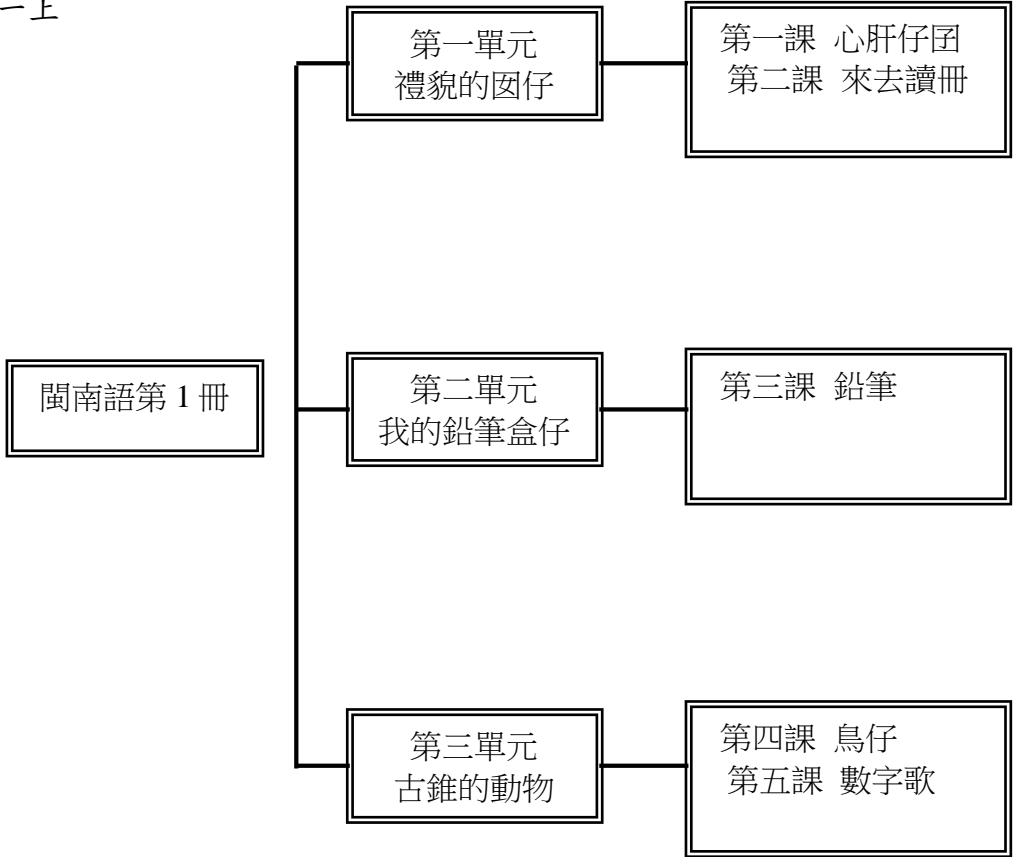 一上
第一單元
禮貌的囡仔
第一課 心肝仔囝
第二課 來去讀冊
閩南語第 1 冊
第二單元
我的鉛筆盒仔
第三課 鉛筆
第三單元
古錐的動物
第四課 鳥仔
第五課 數字歌